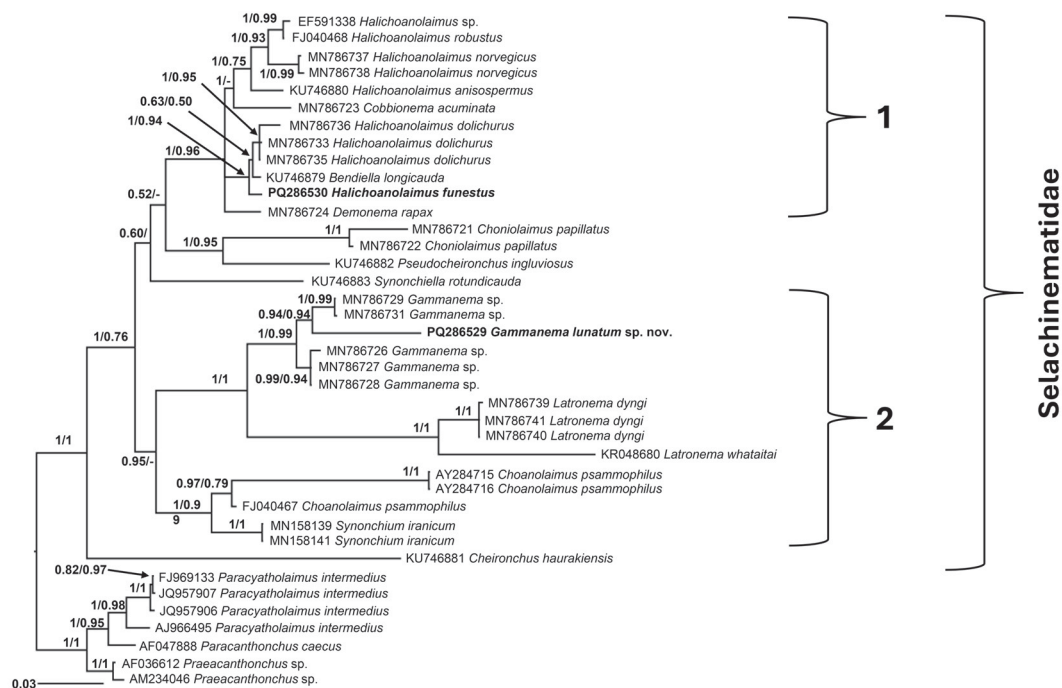 1/0.99
EF591338 Halichoanolaimus sp.
FJ040468 Halichoanolaimus robustus
1/0.93
MN786737 Halichoanolaimus norvegicus
1/0.75
1/0.99
MN786738 Halichoanolaimus norvegicus
1/0.95
1/-
KU746880 Halichoanolaimus anisospermus
0.63/0.50
MN786723 Cobbionema acuminata
1/0.94
MN786736 Halichoanolaimus dolichurus
MN786733 Halichoanolaimus dolichurus
1/0.96
MN786735 Halichoanolaimus dolichurus
KU746879 Bendiella longicauda
0.52/-
PQ286530 Halichoanolaimus funestus
MN786724 Demonema rapax
1
0.60/
1/1
MN786721 Choniolaimus papillatus
1/0.95
MN786722 Choniolaimus papillatus
KU746882 Pseudocheironchus ingluviosus
KU746883 Synonchiella rotundicauda
1/0.99
MN786729 Gammanema sp.
0.94/0.94
MN786731 Gammanema sp.
1/0.76
1/0.99
PQ286529 Gammanema lunatum sp. nov.
MN786726 Gammanema sp.
MN786727 Gammanema sp.
1/1
0.99/0.94
MN786728 Gammanema sp.
MN786739 Latronema dyngi
1/1
MN786741 Latronema dyngi
MN786740 Latronema dyngi
2
1/1
KR048680 Latronema whataitai
0.95/-
1/1
AY284715 Choanolaimus psammophilus
0.97/0.79
AY284716 Choanolaimus psammophilus
1/0.9
9
FJ040467 Choanolaimus psammophilus
1/1
MN158139 Synonchium iranicum
MN158141 Synonchium iranicum
KU746881 Cheironchus haurakiensis
Selachinematidae
0.82/0.97
FJ969133 Paracyatholaimus intermedius
1/1
JQ957907 Paracyatholaimus intermedius
1/0.98
JQ957906 Paracyatholaimus intermedius
1/0.95
AJ966495 Paracyatholaimus intermedius
1/1
AF047888 Paracanthonchus caecus
1/1
AF036612 Praeacanthonchus sp.
AM234046 Praeacanthonchus sp.
0.03